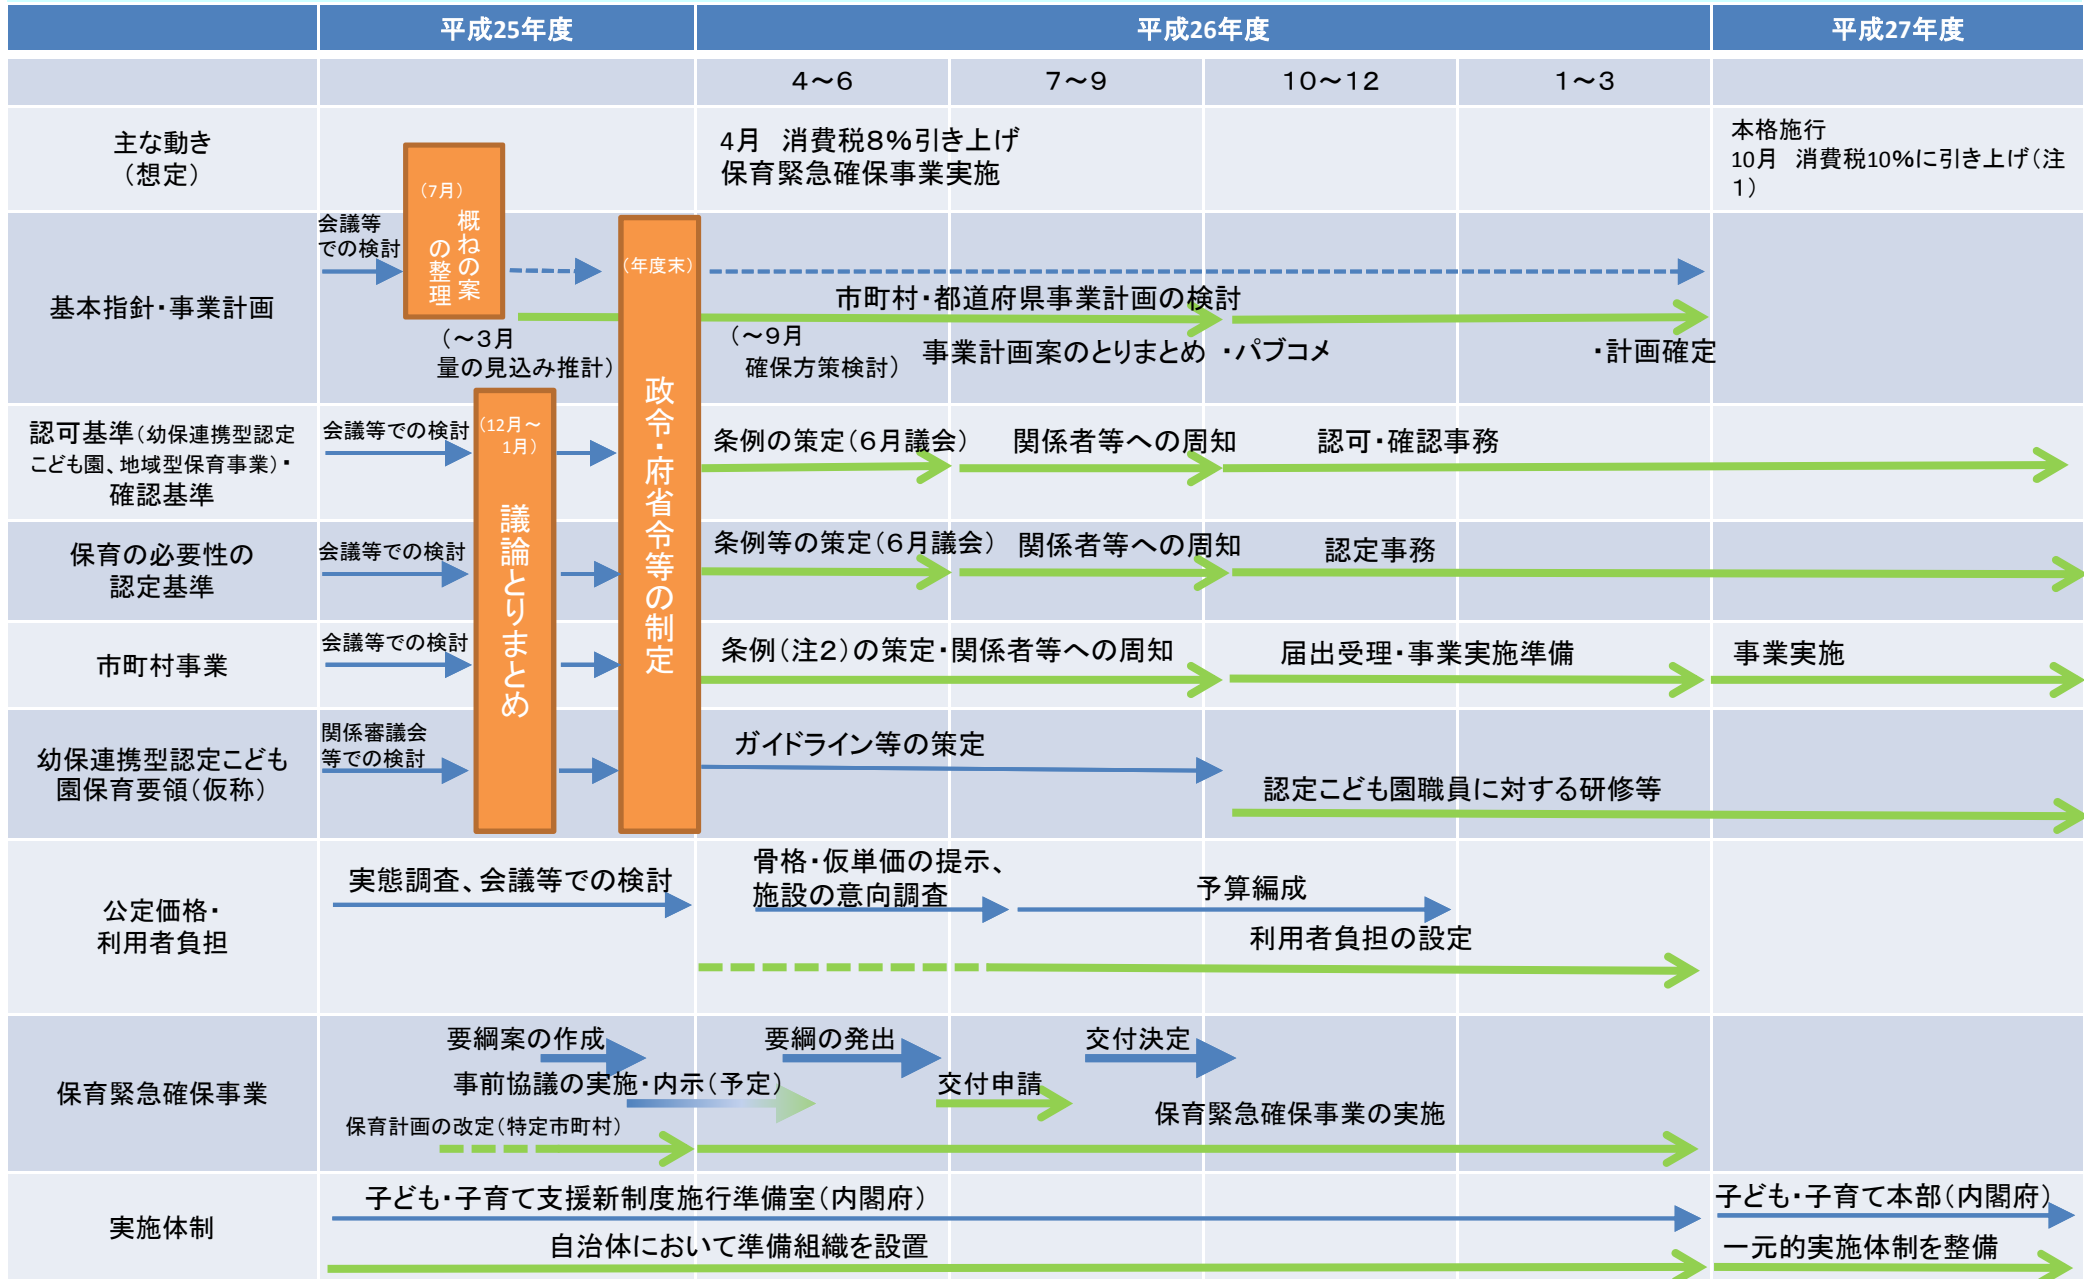 平成25年度
平成26年度
平成27年度
4～6
7～9
10～12
1～3
主な動き
（想定）
4月　消費税8％引き上げ
保育緊急確保事業実施
本格施行
10月　消費税10％に引き上げ（注
1）
基本指針・事業計画
会議等
での検討
（7月）
概ねの案
の整理
（年度末）
政令・府省令等の制定
市町村・都道府県事業計画の検討
（～3月
量の見込み推計）
（～9月
確保方策検討）
事業計画案のとりまとめ
・パブコメ
・計画確定
認可基準（幼保連携型認定
こども園、地域型保育事業）・
確認基準
会議等での検討
（12月～
1月）
議論とりまとめ
条例の策定（6月議会）
関係者等への周知
認可・確認事務
保育の必要性の
認定基準
会議等での検討
条例等の策定（6月議会）
関係者等への周知
認定事務
市町村事業
会議等での検討
条例（注2）の策定・関係者等への周知
届出受理・事業実施準備
事業実施
幼保連携型認定こども
園保育要領（仮称）
関係審議会
等での検討
ガイドライン等の策定
認定こども園職員に対する研修等
公定価格・
利用者負担
実態調査、会議等での検討
骨格・仮単価の提示、
施設の意向調査
予算編成
利用者負担の設定
保育緊急確保事業
要綱案の作成
要綱の発出
交付決定
事前協議の実施・内示（予定）
交付申請
保育計画の改定（特定市町村）
保育緊急確保事業の実施
実施体制
子ども・子育て支援新制度施行準備室（内閣府）
子ども・子育て本部（内閣府）
自治体において準備組織を設置
一元的実施体制を整備